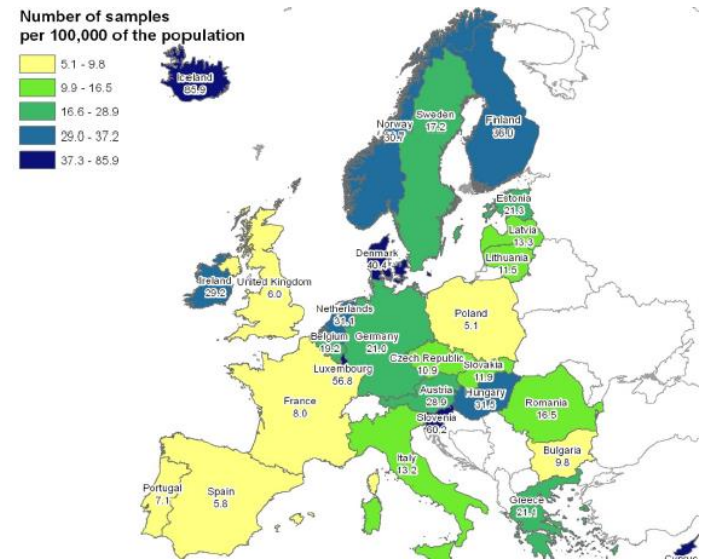 Number of samples
per 100,000 of the population
5.1 - 9.8
9.9 - 16.5
16.6 - 28.9
29.0 - 37.2
37.3 - 85.9
Iceland
85.9
Norway
30.7
Sweden
17.2
Finland
36.0
Estonia
21.3
Latvia
13.3
Lithuania
11.5
Denmark
40.4
Ireland
29.2
United Kingdom
6.0
Netherlands
31.1
Belgium
19.2
Germany
21.0
Poland
5.1
Luxembourg
56.8
Czech Republic
10.9
Slovakia
11.9
France
8.0
Austria
28.9
Hungary
31.5
Slovenia
60.2
Romania
16.5
Italy
13.2
Bulgaria
9.8
Portugal
7.1
Spain
5.8
Greece
21.1